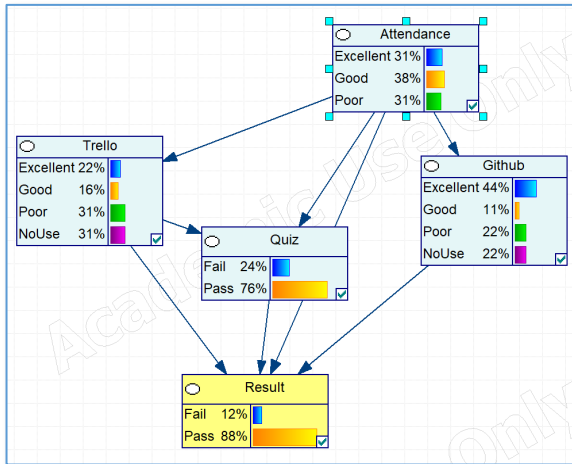 Attendance
Excellent 31%
Good 38%
Poor 31%
Trello
Excellent 22%
Good 16%
Poor 31%
NoUse 31%
Github
Excellent 44%
Good 11%
Poor 22%
NoUse 22%
Quiz
Fail 24%
Pass 76%
Result
Fail 12%
Pass 88%
Academic Use Only
Only